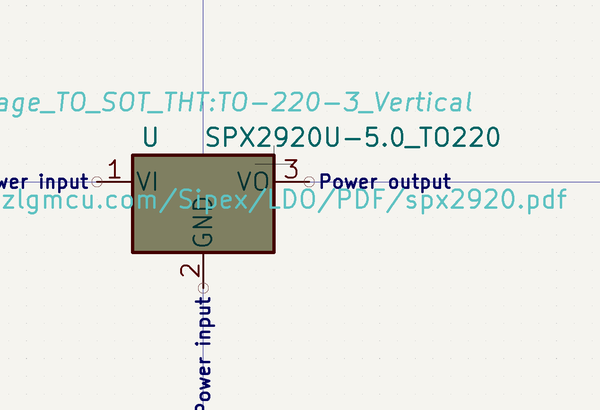 age_TO_SOT_THT:TO-220-3_Vertical
U SPX2920U-5.0_TO220
wer input 1 VI VO 3 Power output
zlgmcu.com/Sipex/LDO/PDF/spx2920.pdf
GND
2
Power input